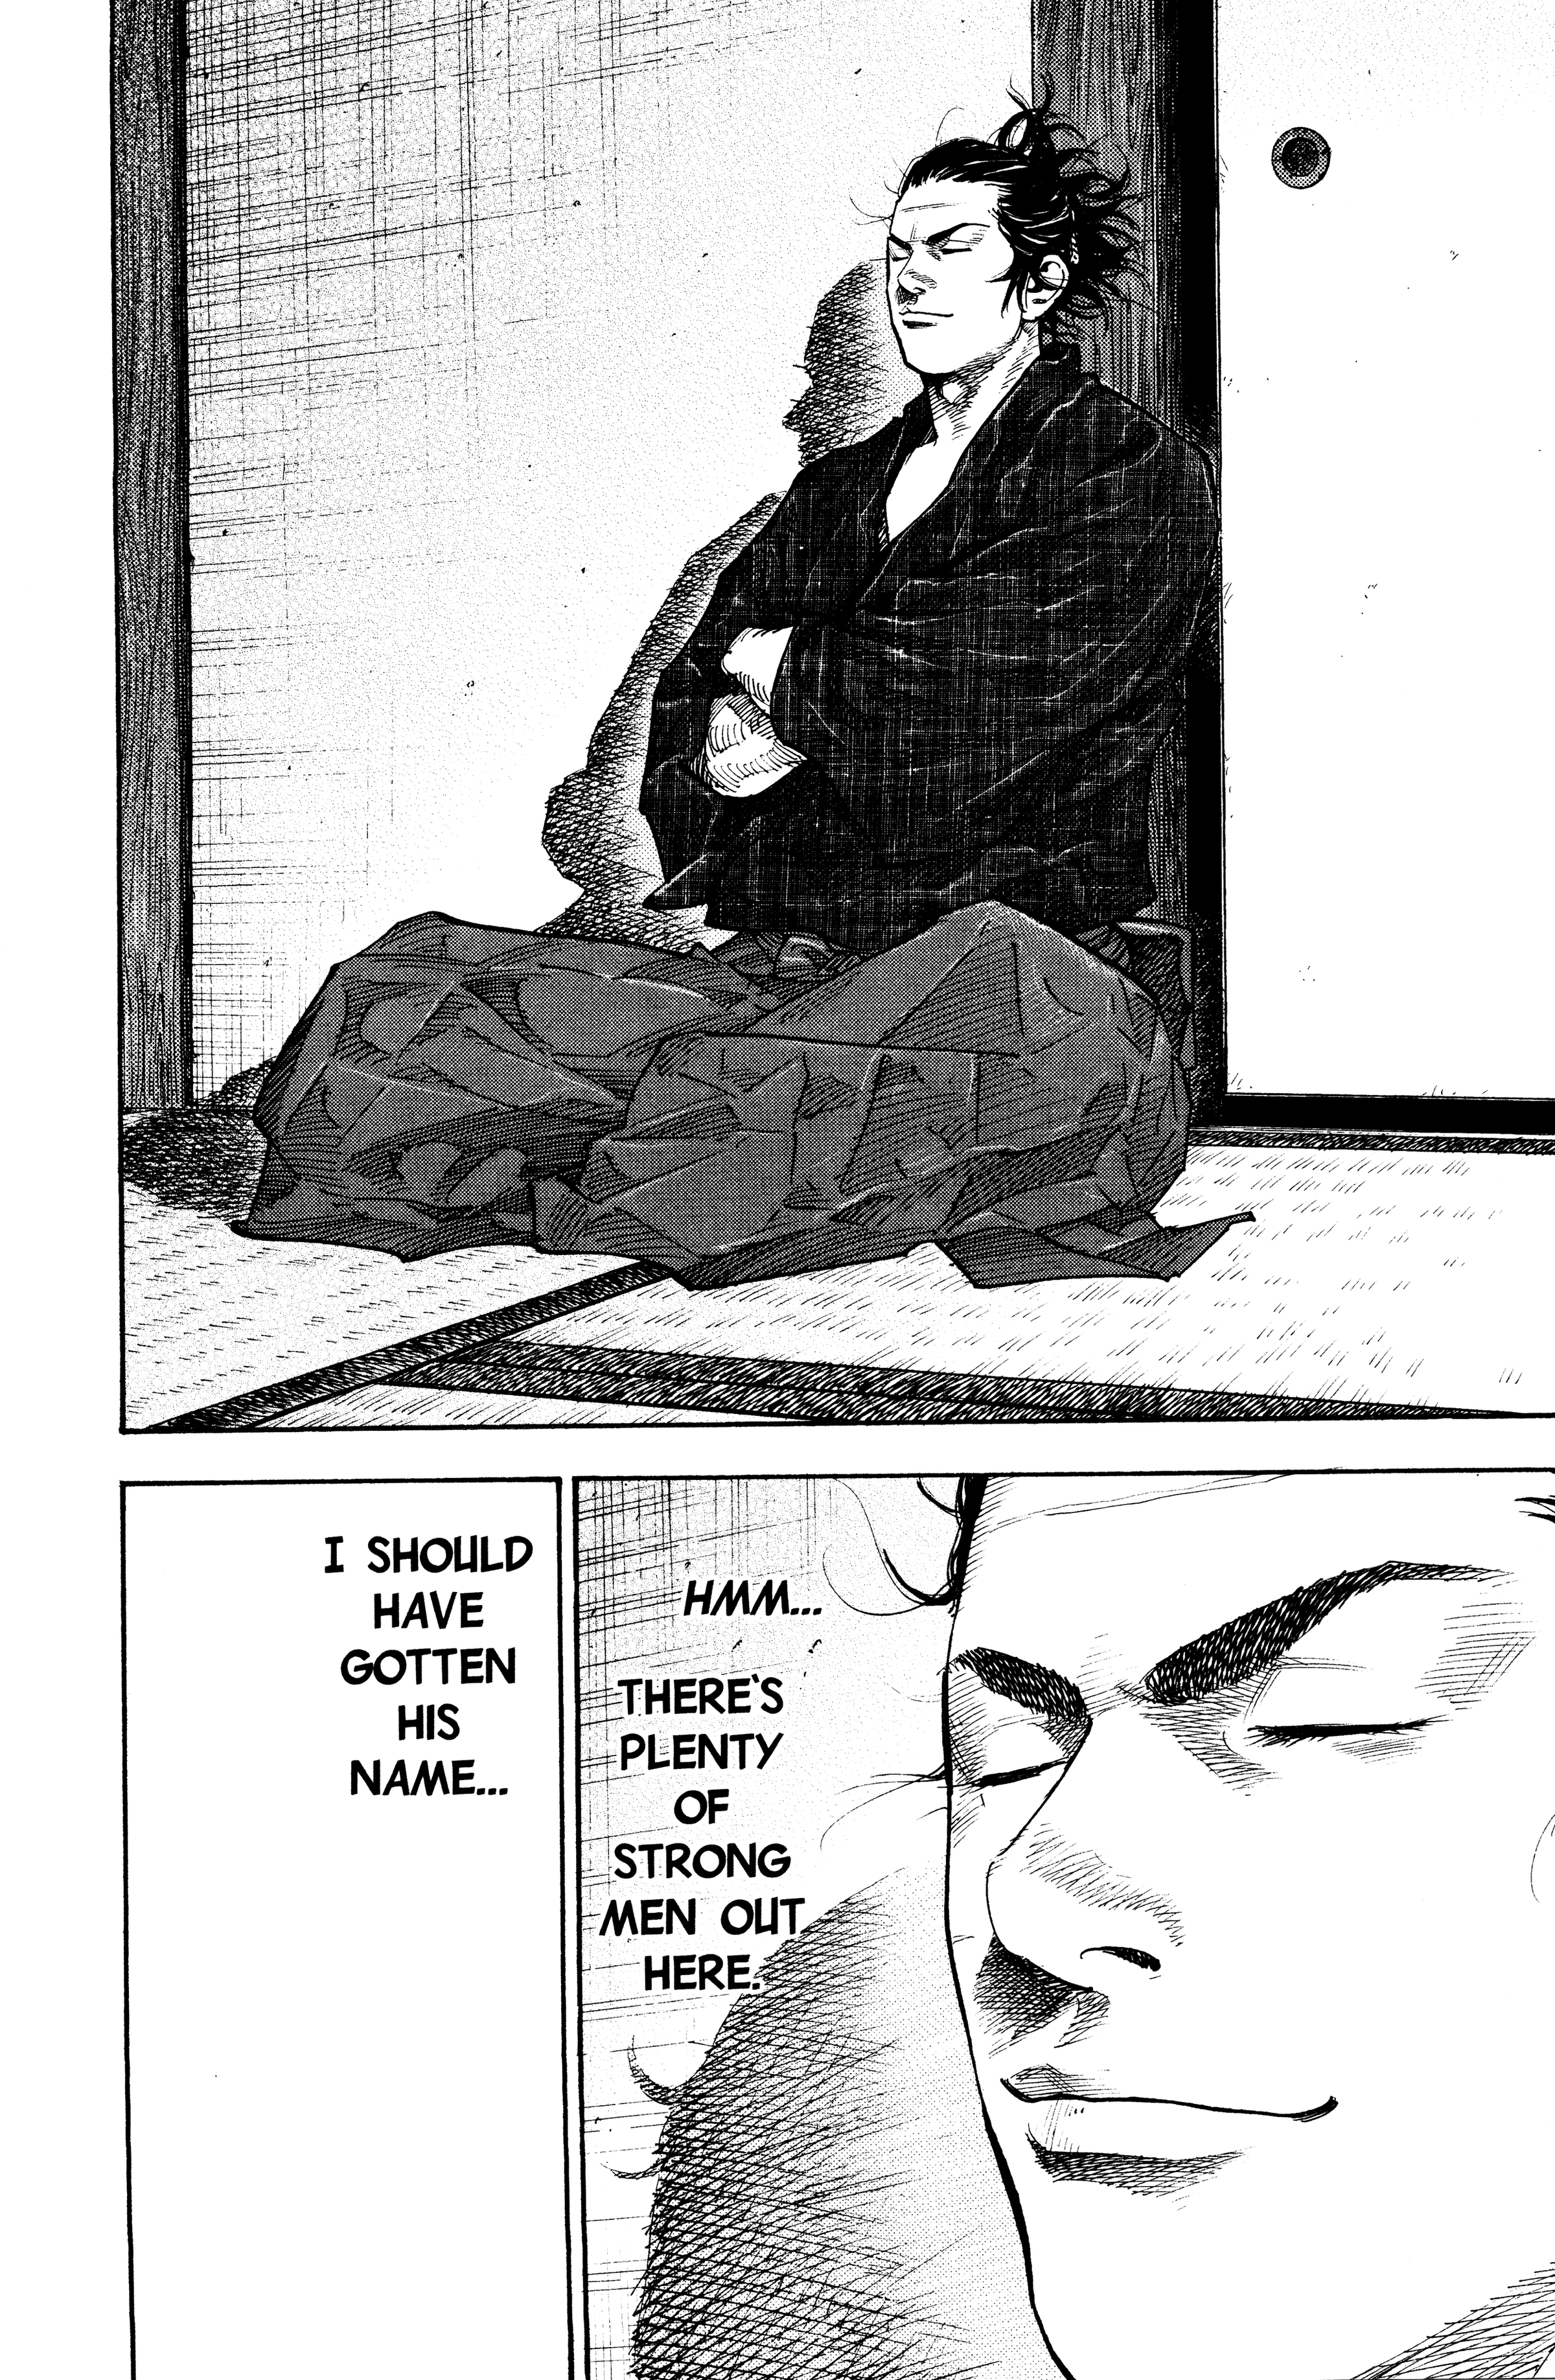 HMM...
THERE'S
PLENTY
OF
STRONG
MEN OUT
HERE.
I SHOULD
HAVE
GOTTEN
HIS
NAME...